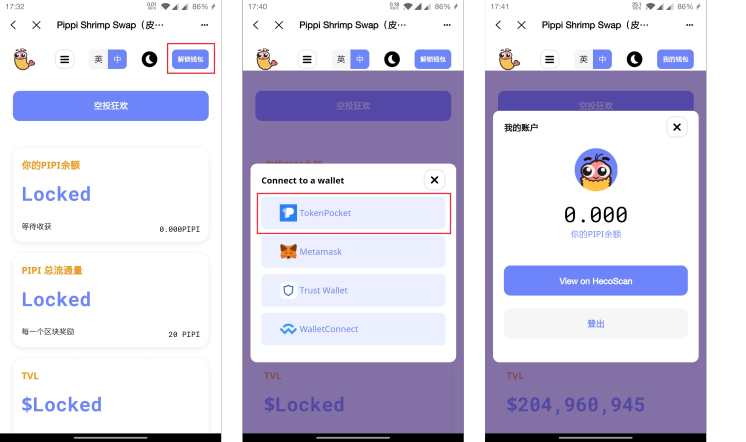 17:32
86%
Pippi Shrimp Swap（皮…
英
中
解锁钱包
空投狂欢
你的PIPI余额
Locked
等待收获
0.000PIPI
PIPI 总流通量
Locked
每一个区块奖励
20 PIPI
TVL
$Locked
17:40
86%
Pippi Shrimp Swap（皮…
英
中
解锁钱包
空投狂欢
Connect to a wallet
TokenPocket
Metamask
Trust Wallet
WalletConnect
TVL
$Locked
17:41
86%
Pippi Shrimp Swap（皮…
英
中
我的钱包
空投狂欢
我的账户
0.000
你的PIPI余额
View on HecoScan
登出
TVL
$204,960,945